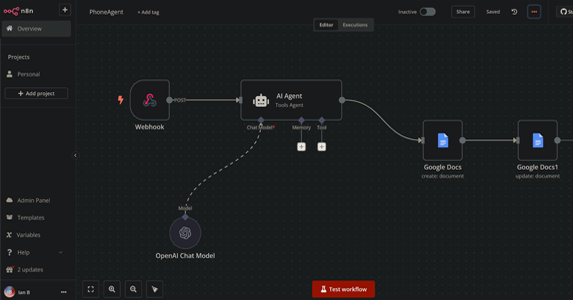 n8n
+
PhoneAgent
+ Add tag
Inactive
Share
Saved
Overview
Editor
Executions
Projects
Personal
+ Add project
POST
AI Agent
Tools Agent
Webhook
Chat Model*
Memory
Tool
+
+
Google Docs
create: document
Google Docs1
update: document
Model
OpenAI Chat Model
Admin Panel
Templates
Variables
Help
2 updates
Ian B
Test workflow